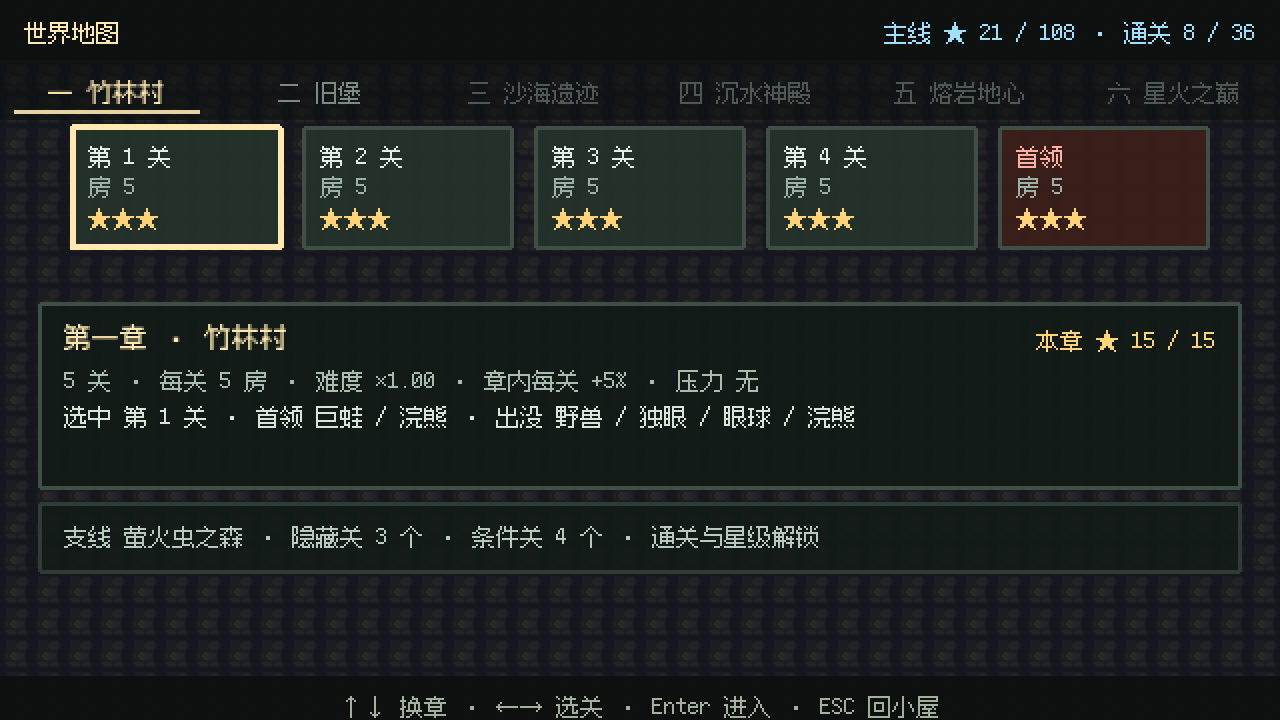 世界地图
主线 ★ 21 / 108 · 通关 8 / 36
一 竹林村 二 旧堡 三 沙海遗迹 四 沉水神殿 五 熔岩地心 六 星火之巅
第 1 关 第 2 关 第 3 关 第 4 关 首领
房 5 房 5 房 5 房 5 房 5
★★★ ★★★ ★★★ ★★★ ★★★
第一章 · 竹林村
本章 ★ 15 / 15
5 关 · 每关 5 房 · 难度 ×1.00 · 章内每关 +5% · 压力 无
选中 第 1 关 · 首领 巨蛙 / 浣熊 · 出没 野兽 / 独眼 / 眼球 / 浣熊
支线 萤火虫之森 · 隐藏关 3 个 · 条件关 4 个 · 通关与星级解锁
↑↓ 换章 · ←→ 选关 · Enter 进入 · ESC 回小屋